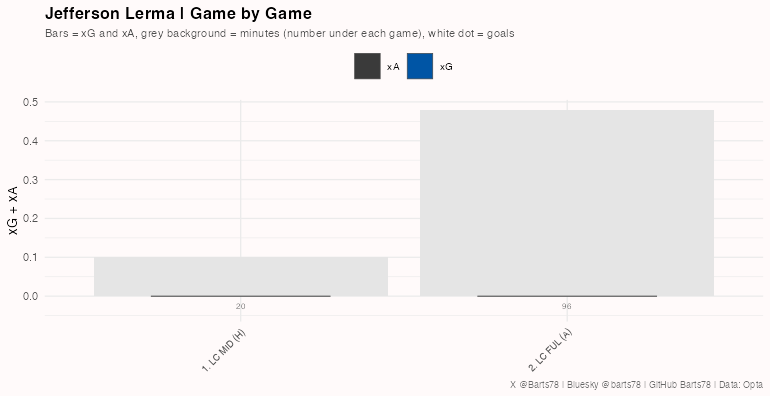 Jefferson Lerma | Game by Game
Bars = xG and xA, grey background = minutes (number under each game), white dot = goals
xA xG
xG + xA
0.5
0.4
0.3
0.2
0.1
0.0
20 96
1. LC MID (H) 2. LC FUL (A)
X @Barts78 | Bluesky @barts78 | GitHub Barts78 | Data: Opta